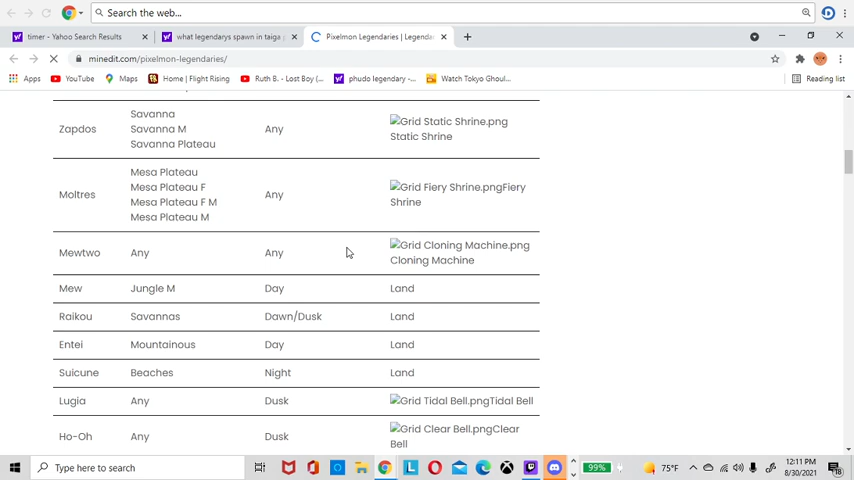 Search the web...
timer - Yahoo Search Results
what legendarys spawn in taiga p
Pixelmon Legendaries | Legenda
minedit.com/pixelmon-legendaries/
Apps
YouTube
Maps
Home | Flight Rising
Ruth B. - Lost Boy (...
phudo legendary -...
Watch Tokyo Ghoul...
Reading list
Zapdos
Savanna
Savanna M
Savanna Plateau
Any
Grid Static Shrine.png
Static Shrine
Moltres
Mesa Plateau
Mesa Plateau F
Mesa Plateau F M
Mesa Plateau M
Any
Grid Fiery Shrine.pngFiery
Shrine
Mewtwo
Any
Any
Grid Cloning Machine.png
Cloning Machine
Mew
Jungle M
Day
Land
Raikou
Savannas
Dawn/Dusk
Land
Entei
Mountainous
Day
Land
Suicune
Beaches
Night
Land
Lugia
Any
Dusk
Grid Tidal Bell.pngTidal Bell
Ho-Oh
Any
Dusk
Grid Clear Bell.pngClear
Bell
Type here to search
99%
75°F
12:11 PM
8/30/2021
18